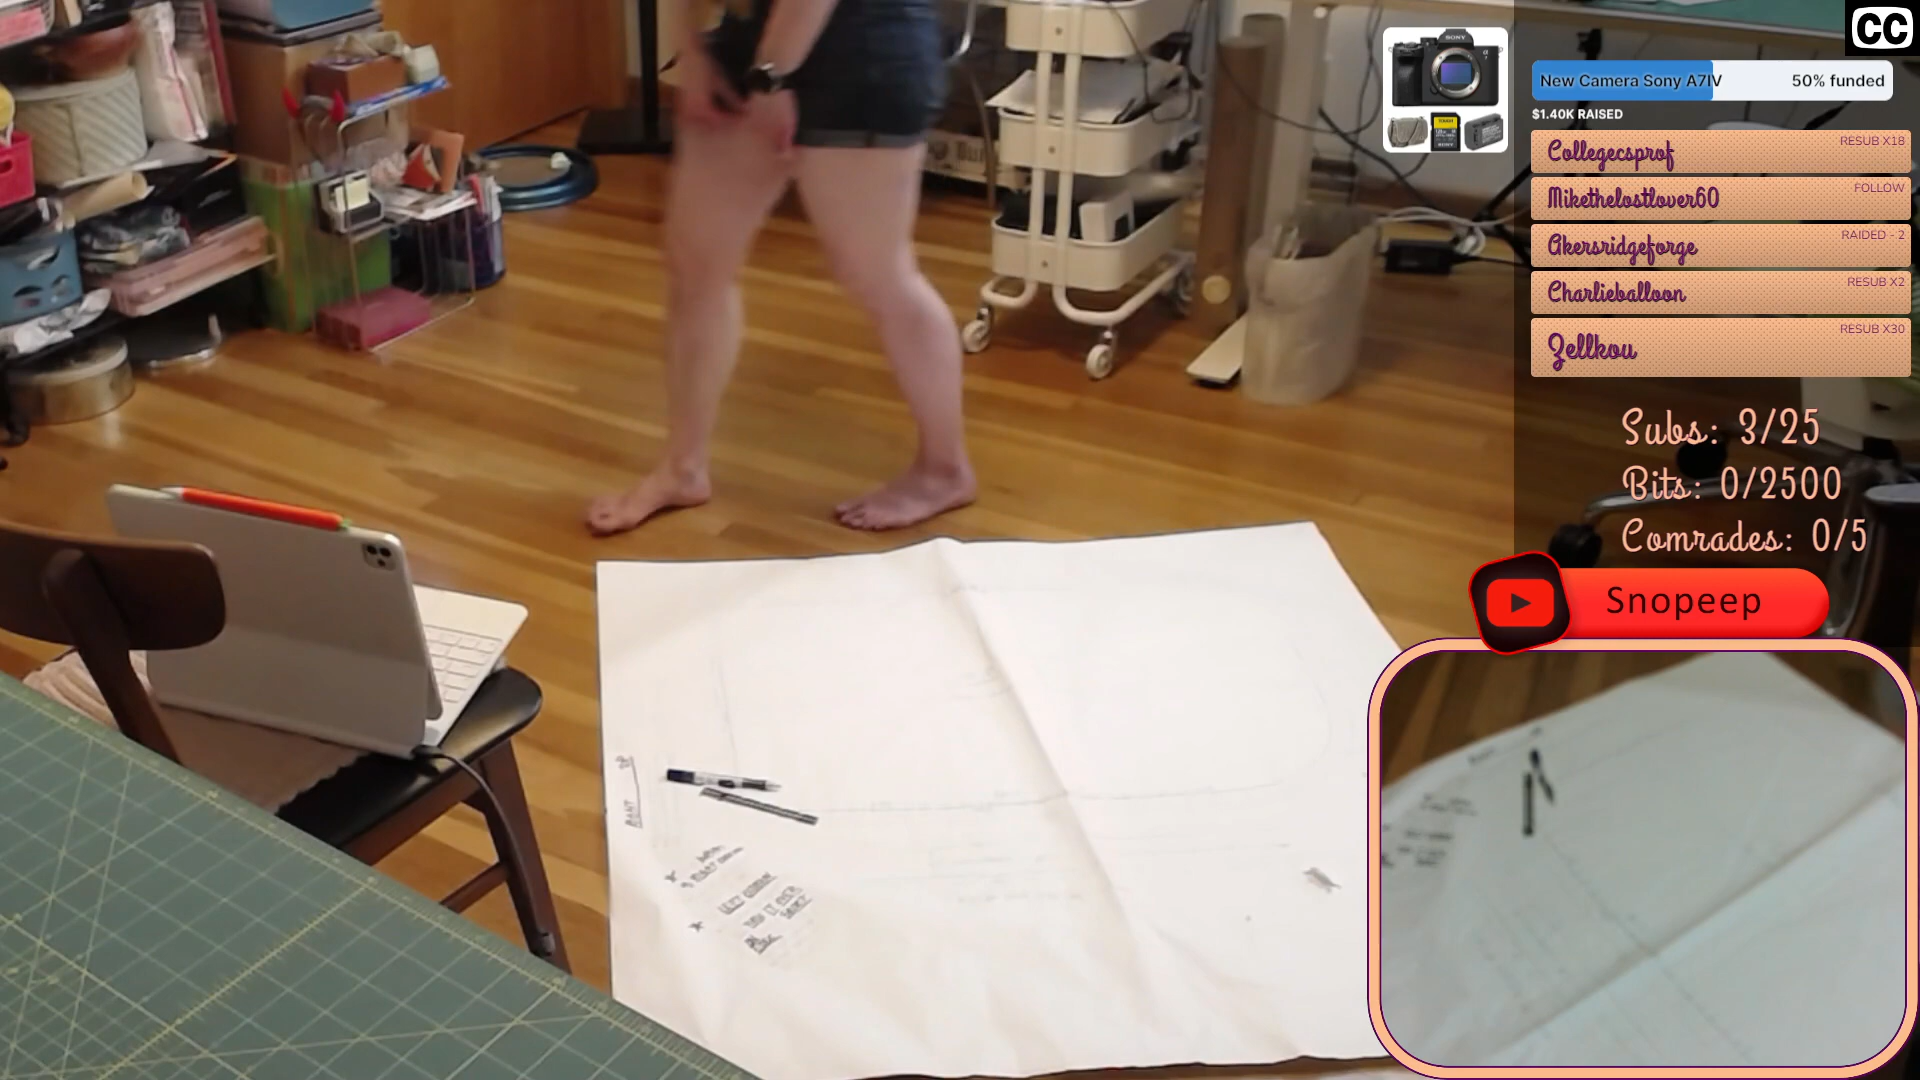 CC
SONY
New Camera Sony A7IV 50% funded
$1.40K RAISED
Collegecsprof RESUB X18
Mikethelostlover60 FOLLOW
Akersridgeforge RAIDED - 2
Charlieballoon RESUB X2
Zellkou RESUB X30
Subs: 3/25
Bits: 0/2500
Comrades: 0/5
Snopeep